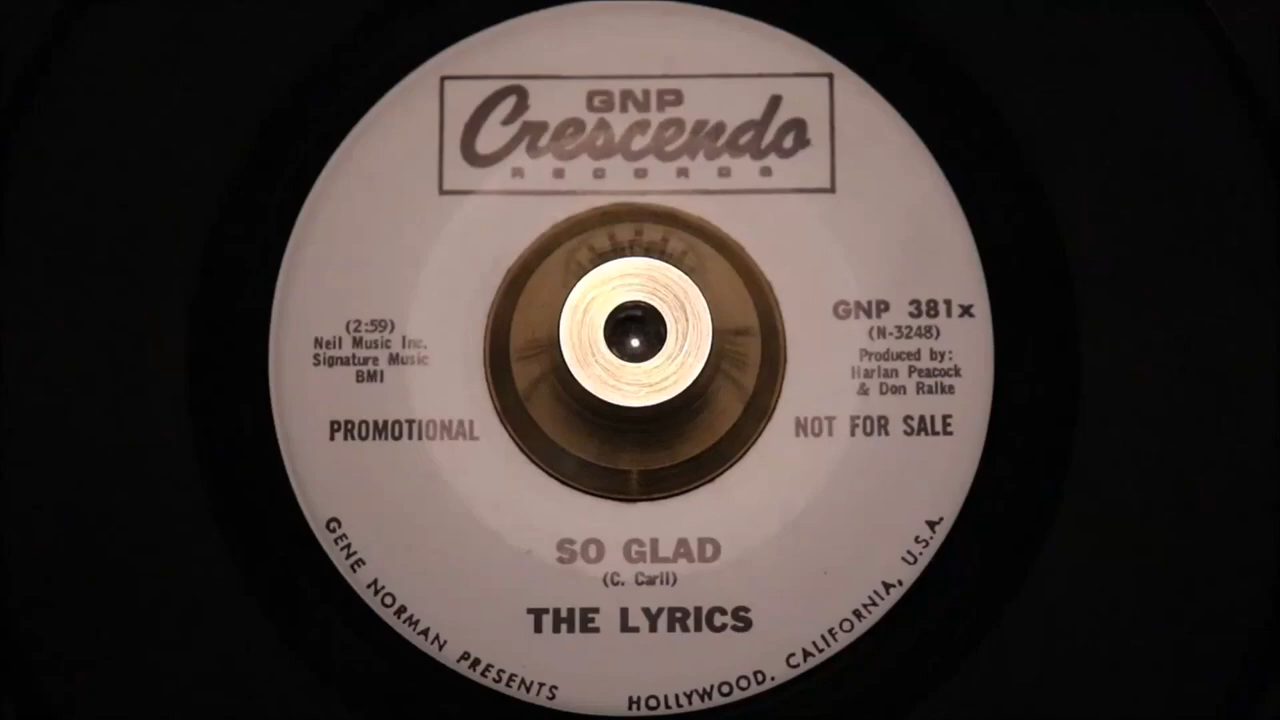 GNP
Crescendo
RECORDS
(2:59)
Neil Music Inc.
Signature Music
BMI
PROMOTIONAL
GNP 381x
(N-3248)
Produced by:
Harlan Peacock
& Don Ralke
NOT FOR SALE
SO GLAD
(C. Carll)
THE LYRICS
GENE NORMAN PRESENTS
HOLLYWOOD, CALIFORNIA, U.S.A.